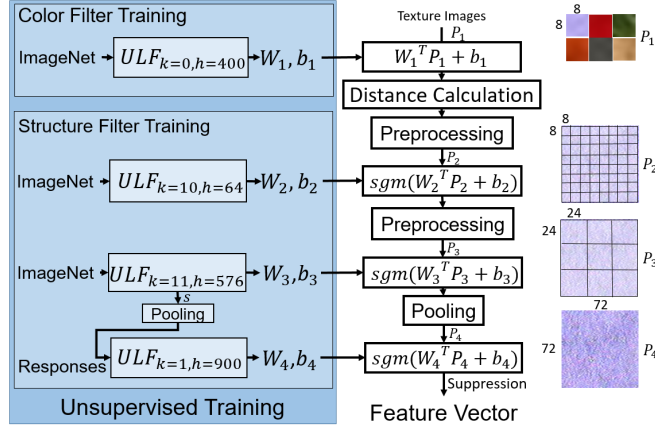 Color Filter Training
ImageNet
ULF_{k=0,h=400}
W_1, b_1
Structure Filter Training
ImageNet
ULF_{k=10,h=64}
W_2, b_2
ImageNet
ULF_{k=11,h=576}
W_3, b_3
s
Pooling
Responses
ULF_{k=1,h=900}
W_4, b_4
Unsupervised Training
Texture Images
P_1
W_1^T P_1 + b_1
Distance Calculation
Preprocessing
P_2
sgm(W_2^T P_2 + b_2)
Preprocessing
P_3
sgm(W_3^T P_3 + b_3)
Pooling
P_4
sgm(W_4^T P_4 + b_4)
Suppression
Feature Vector
8
8
P_1
8
8
P_2
24
24
P_3
72
72
P_4